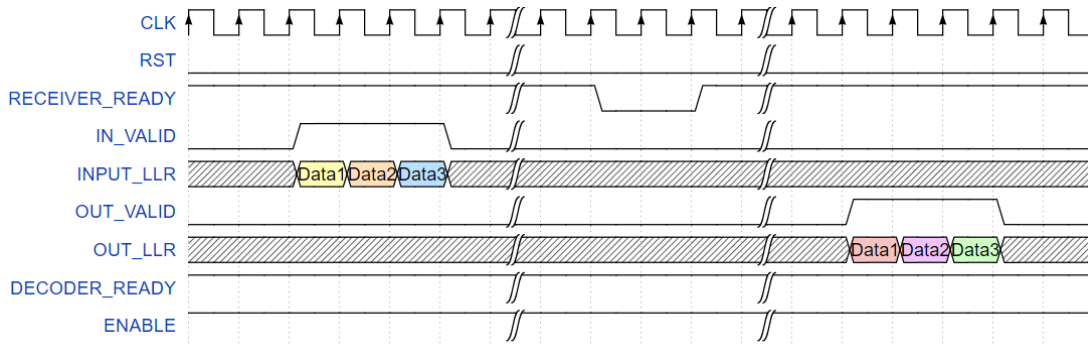 CLK
RST
RECEIVER_READY
IN_VALID
INPUT_LLR Data1 Data2 Data3
OUT_VALID
OUT_LLR Data1 Data2 Data3
DECODER_READY
ENABLE